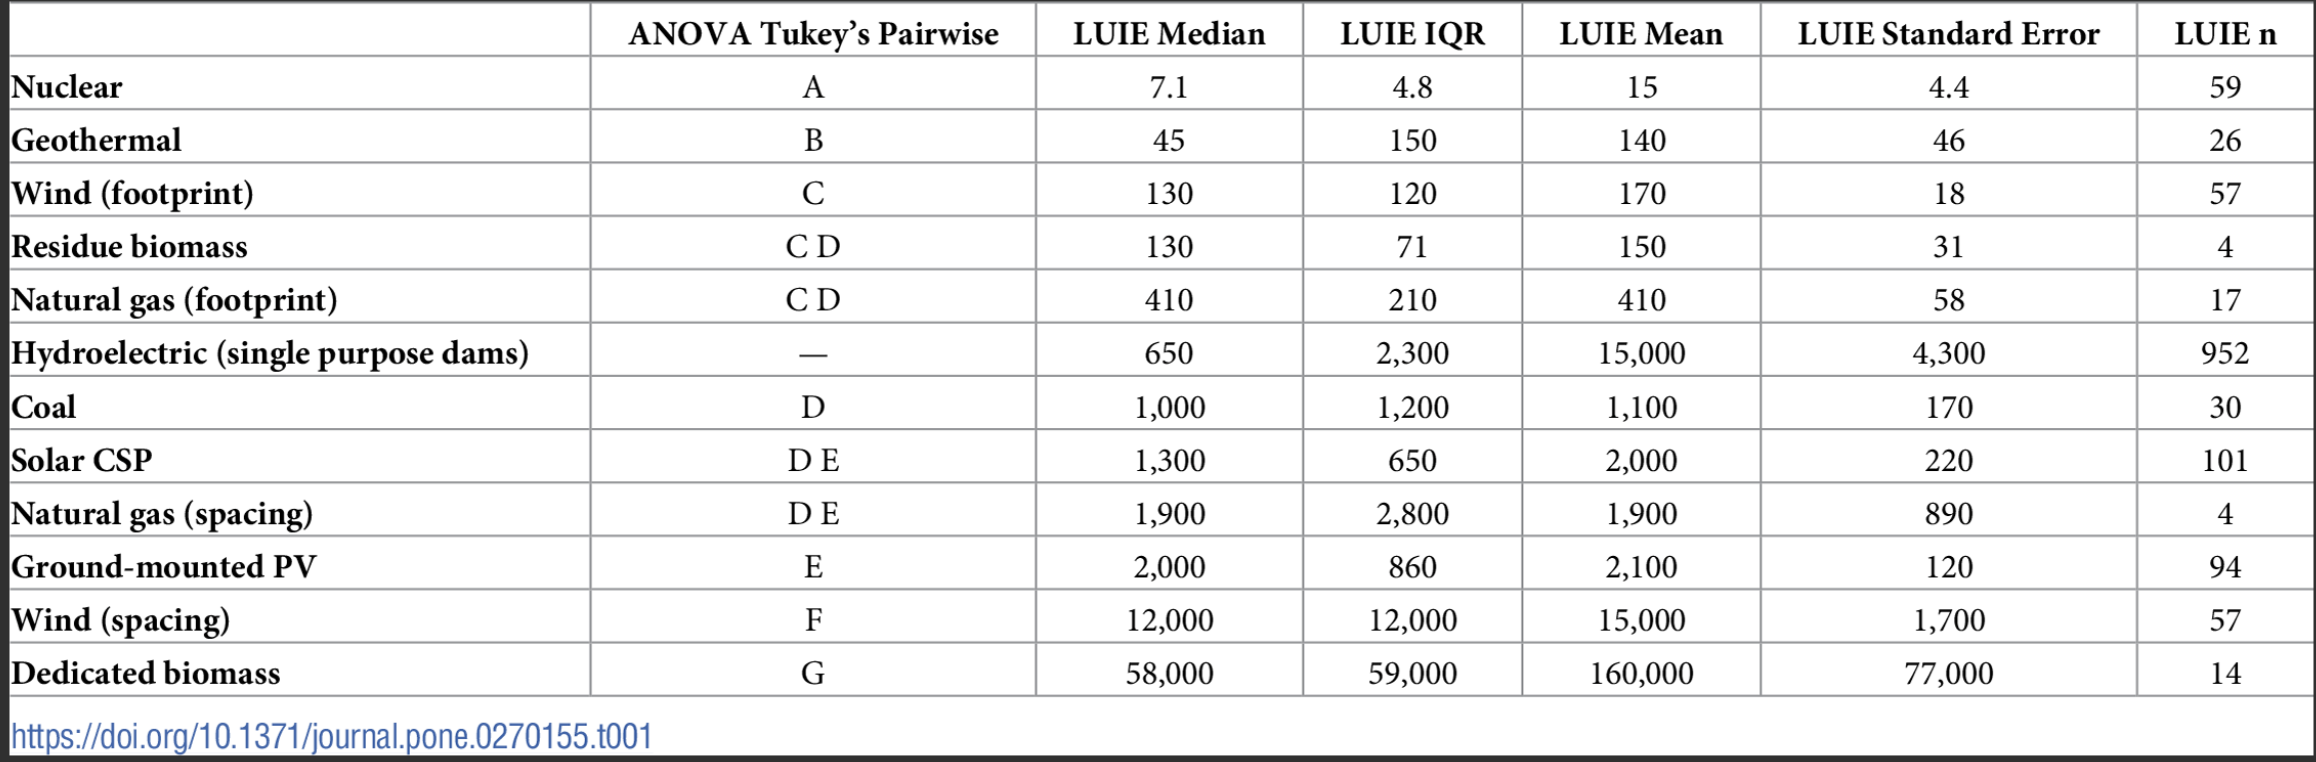 ANOVA Tukey’s Pairwise LUIE Median LUIE IQR LUIE Mean LUIE Standard Error LUIE n
Nuclear A 7.1 4.8 15 4.4 59
Geothermal B 45 150 140 46 26
Wind (footprint) C 130 120 170 18 57
Residue biomass C D 130 71 150 31 4
Natural gas (footprint) C D 410 210 410 58 17
Hydroelectric (single purpose dams) — 650 2,300 15,000 4,300 952
Coal D 1,000 1,200 1,100 170 30
Solar CSP D E 1,300 650 2,000 220 101
Natural gas (spacing) D E 1,900 2,800 1,900 890 4
Ground-mounted PV E 2,000 860 2,100 120 94
Wind (spacing) F 12,000 12,000 15,000 1,700 57
Dedicated biomass G 58,000 59,000 160,000 77,000 14
https://doi.org/10.1371/journal.pone.0270155.t001